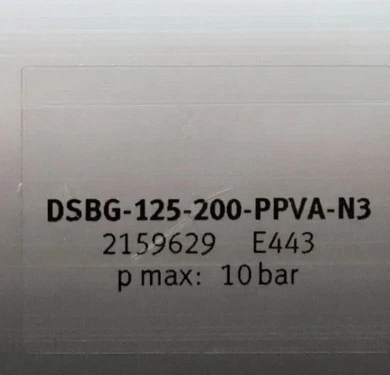 DSBG-125-200-PPVA-N3
2159629 E443
p max: 10 bar